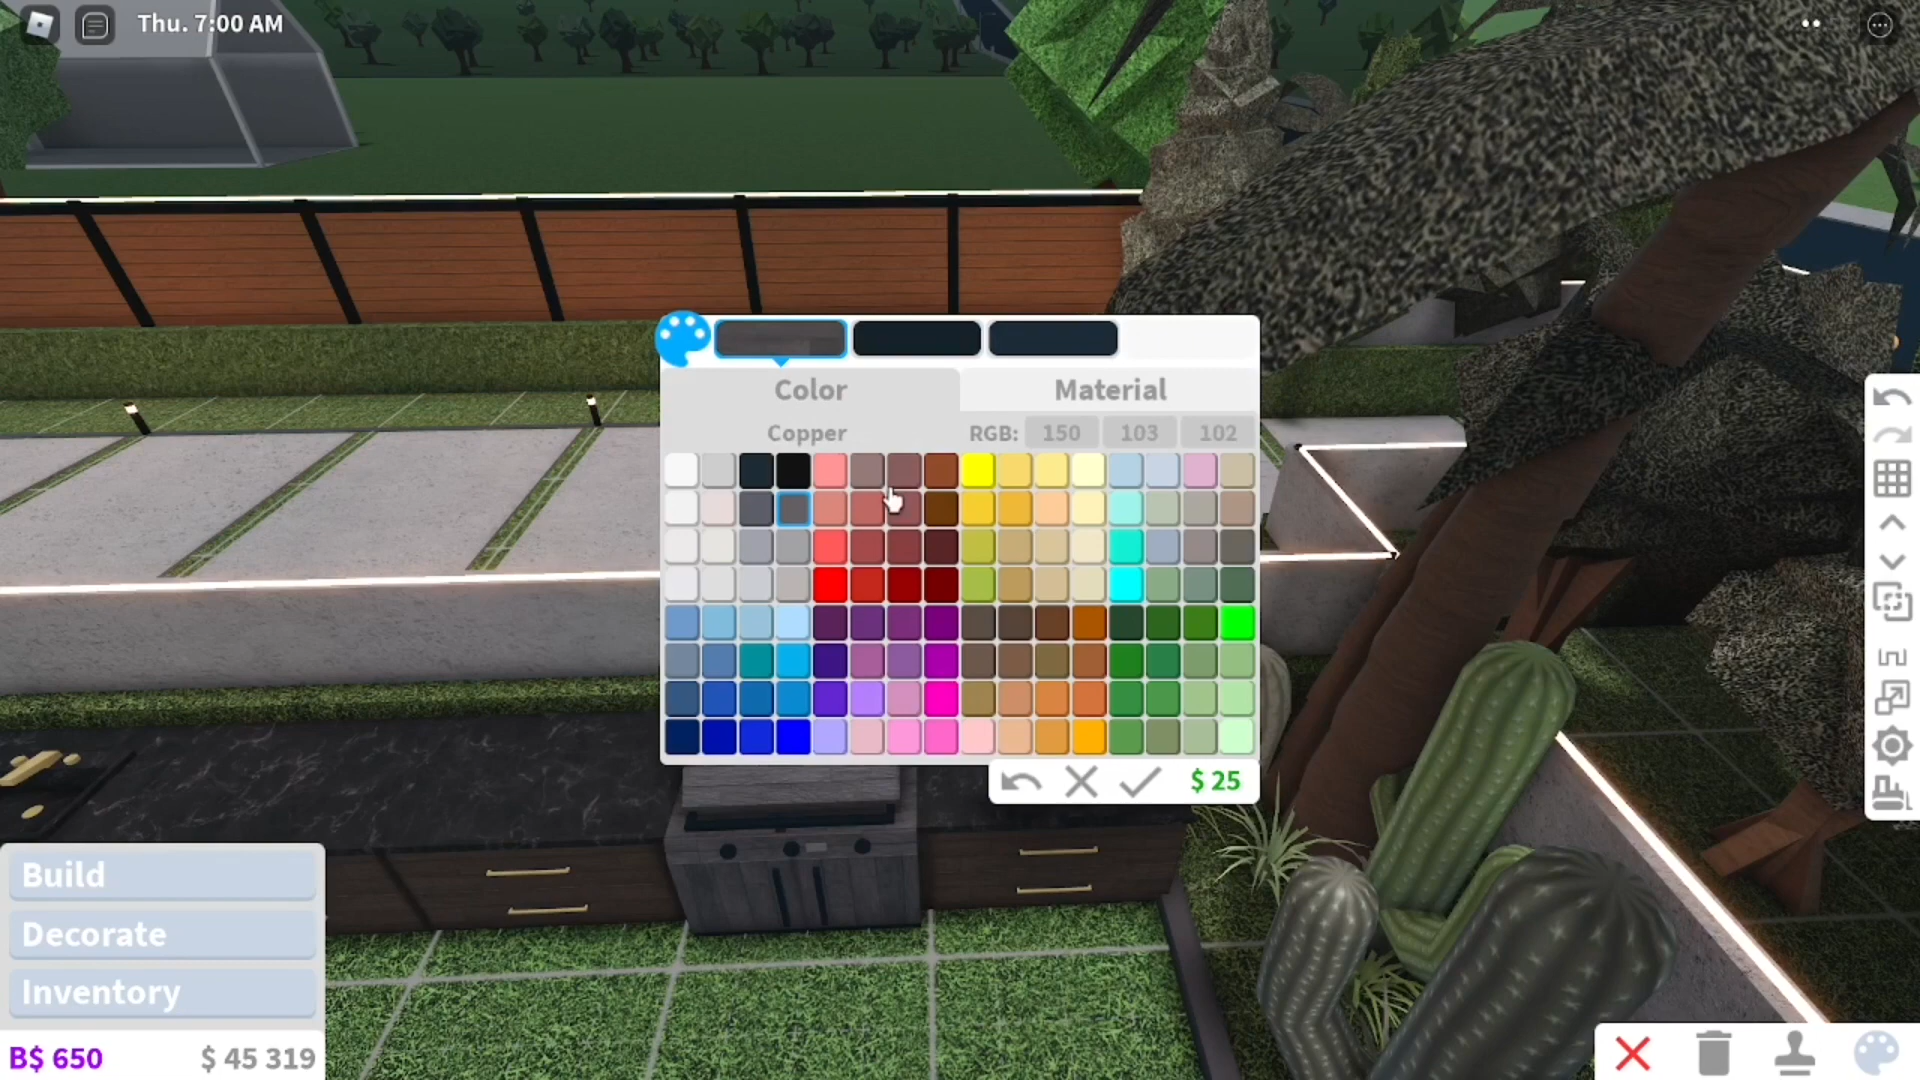 Thu. 7:00 AM
Color
Material
Copper
RGB: 150 103 102
$ 25
Build
Decorate
Inventory
B$ 650
$ 45 319